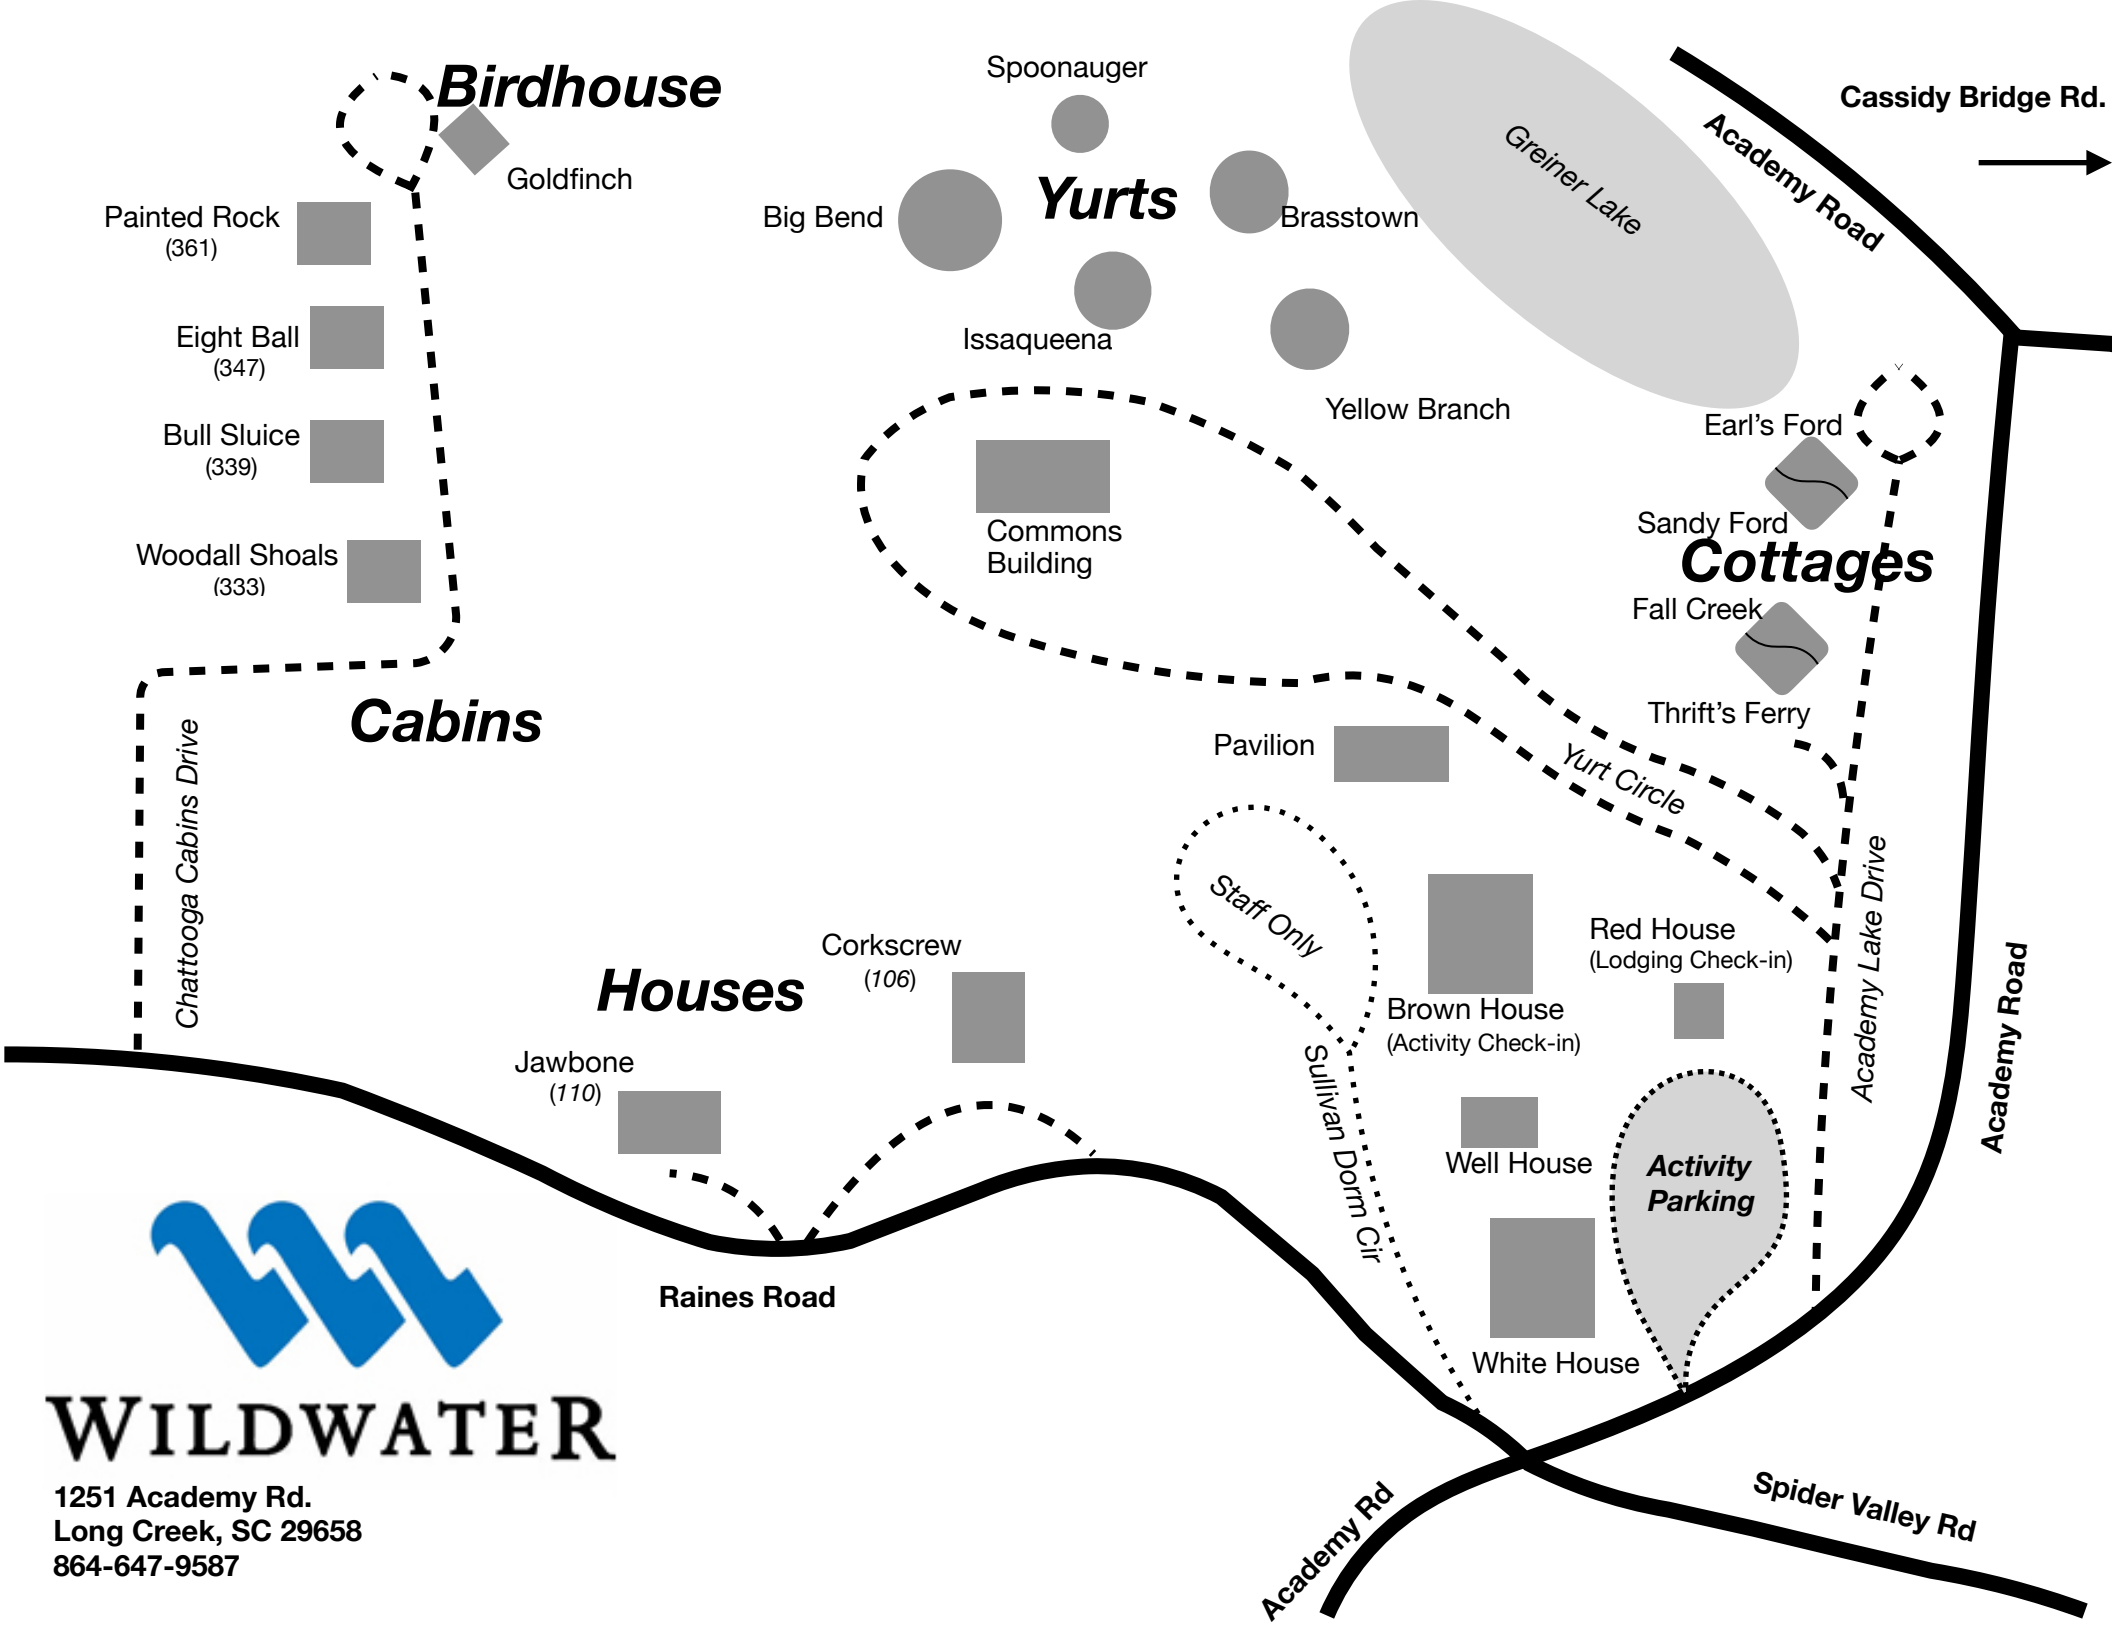 Birdhouse
Goldfinch
Painted Rock
(361)
Eight Ball
(347)
Bull Sluice
(339)
Woodall Shoals
(333)
Cabins
Chattooga Cabins Drive
Spoonauger
Yurts
Big Bend
Brasstown
Issaqueena
Yellow Branch
Greiner Lake
Academy Road
Cassidy Bridge Rd.
Commons
Building
Earl's Ford
Sandy Ford
Cottages
Fall Creek
Thrift's Ferry
Pavilion
Yurt Circle
Staff Only
Academy Lake Drive
Academy Road
Red House
(Lodging Check-in)
Brown House
(Activity Check-in)
Sullivan Dorm Cir
Well House
Activity
Parking
White House
Houses
Corkscrew
(106)
Jawbone
(110)
Raines Road
Academy Rd
Spider Valley Rd
WILDWATER
1251 Academy Rd.
Long Creek, SC 29658
864-647-9587